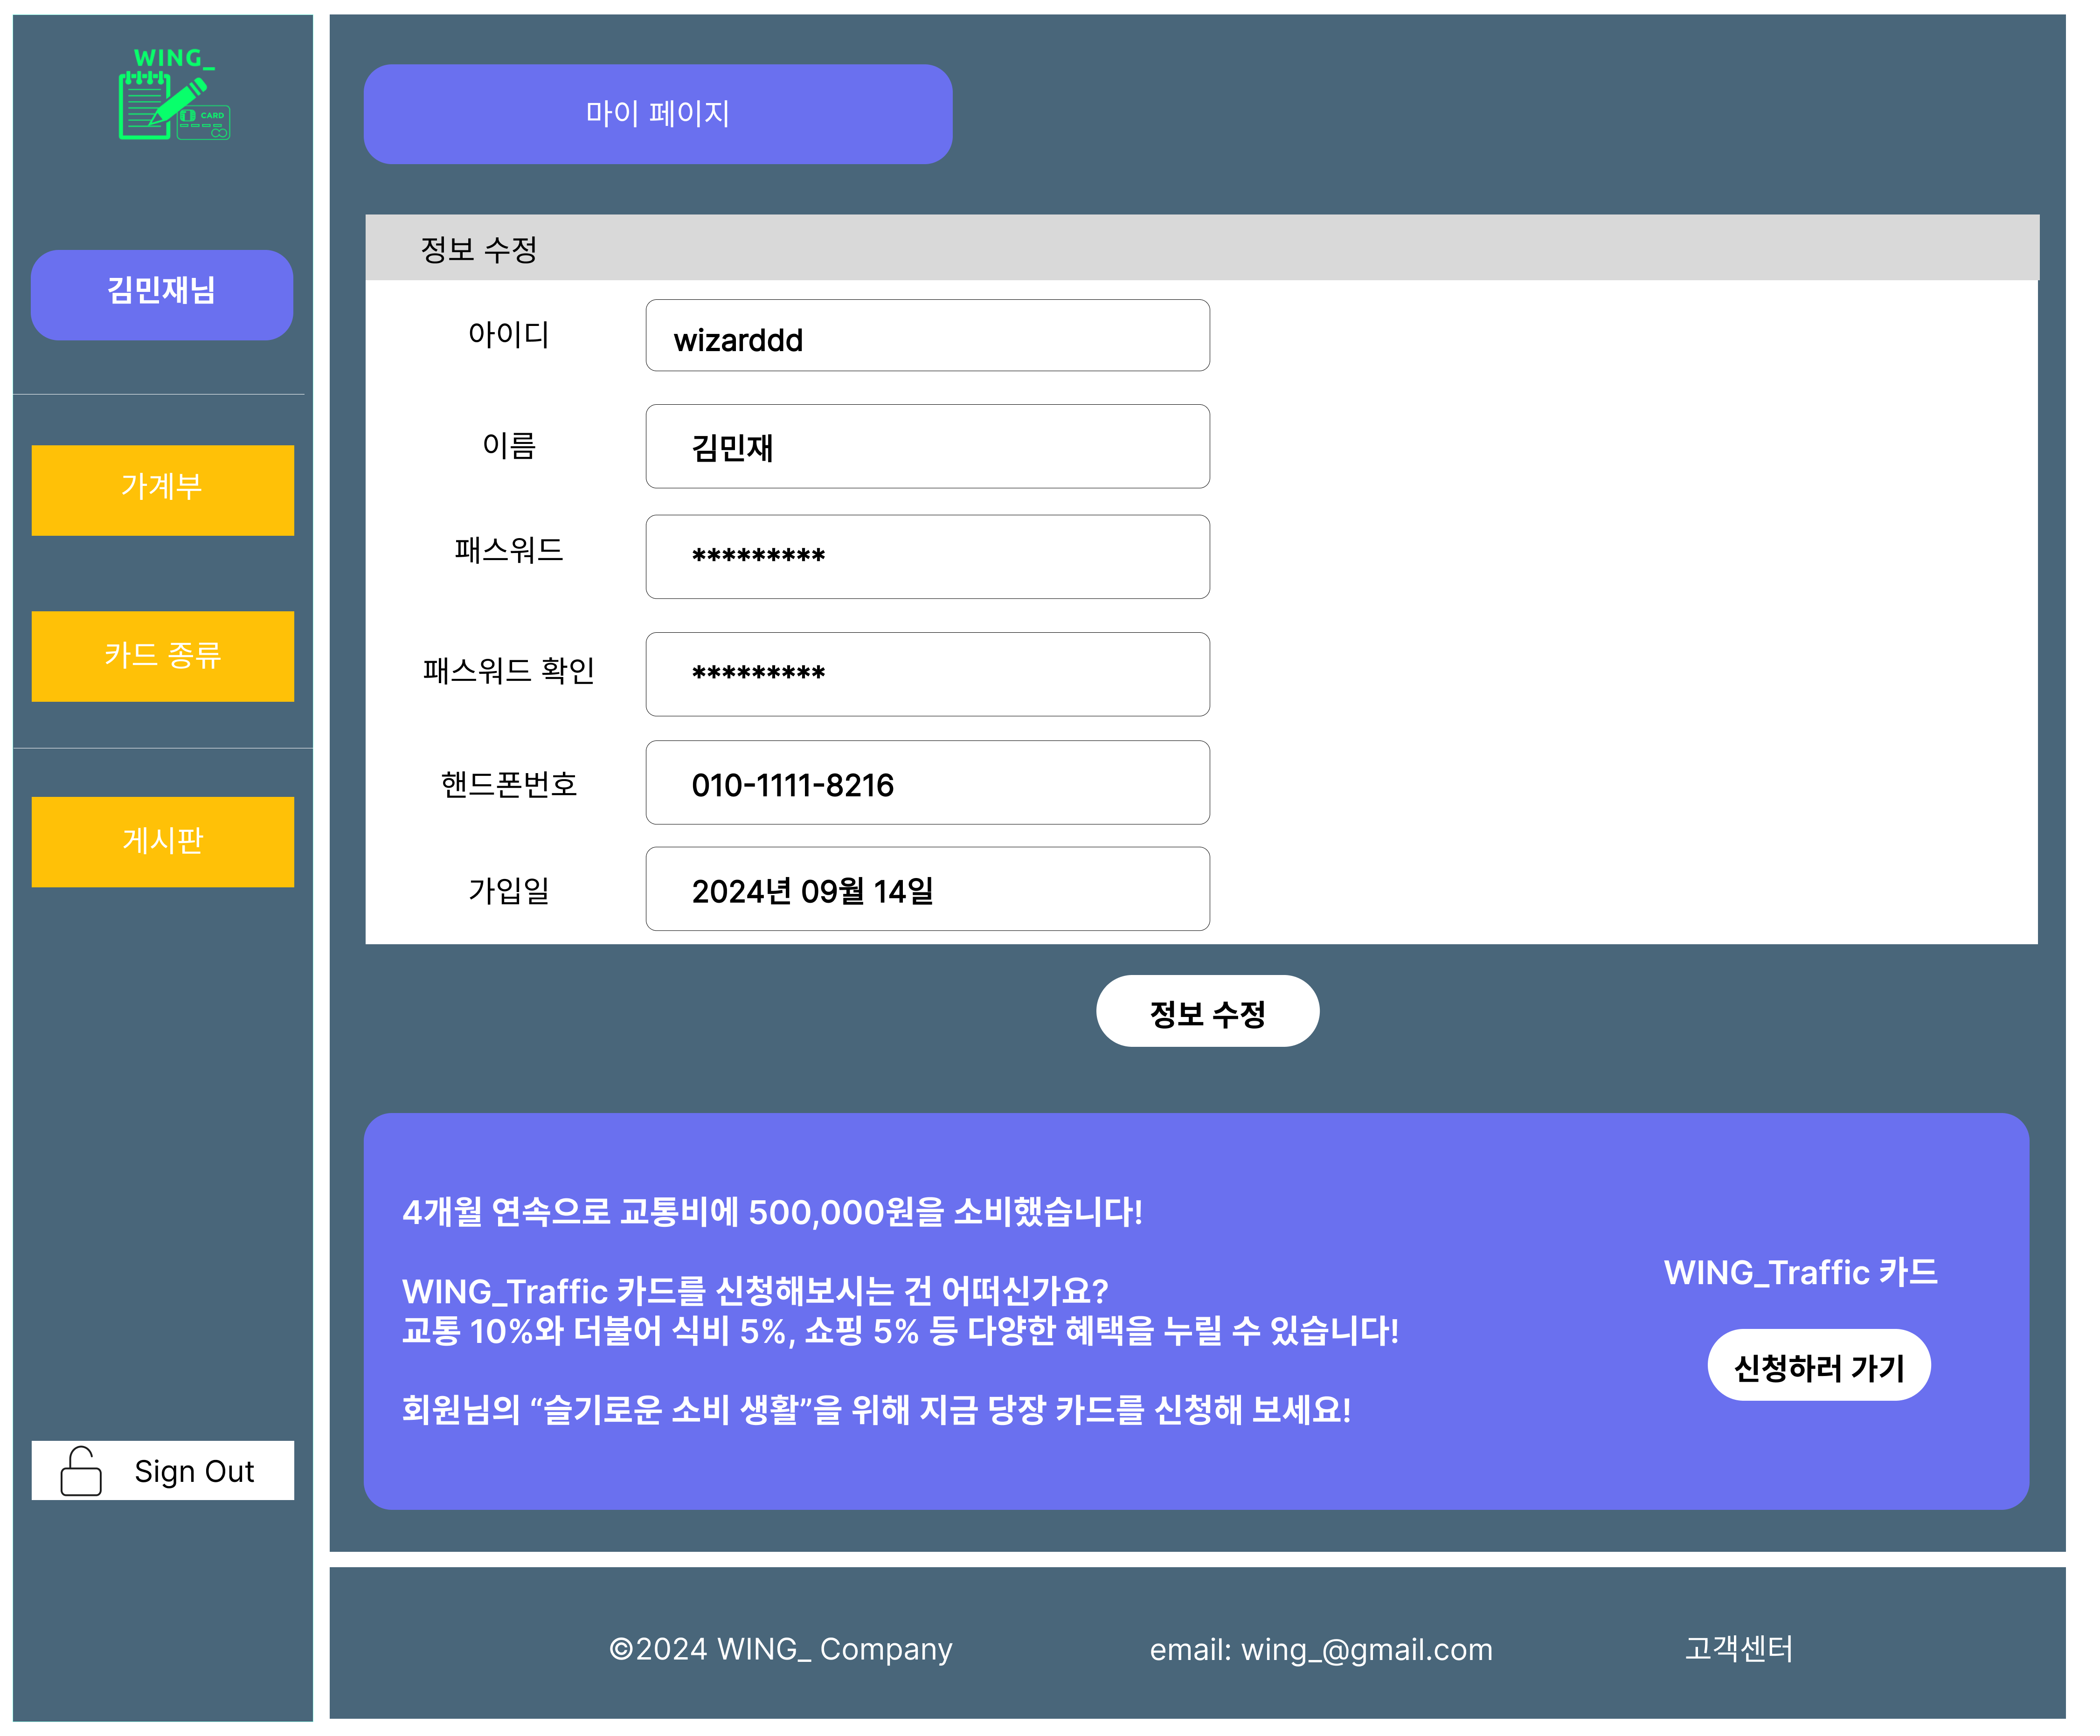 WING_
CARD
김민재님
가계부
카드 종류
게시판
Sign Out
마이 페이지
정보 수정
아이디
wizarddd
이름
김민재
패스워드
*********
패스워드 확인
*********
핸드폰번호
010-1111-8216
가입일
2024년 09월 14일
정보 수정
4개월 연속으로 교통비에 500,000원을 소비했습니다!
WING_Traffic 카드를 신청해보시는 건 어떠신가요?
교통 10%와 더불어 식비 5%, 쇼핑 5% 등 다양한 혜택을 누릴 수 있습니다!
회원님의 “슬기로운 소비 생활”을 위해 지금 당장 카드를 신청해 보세요!
WING_Traffic 카드
신청하러 가기
©2024 WING_ Company
email: wing_@gmail.com
고객센터